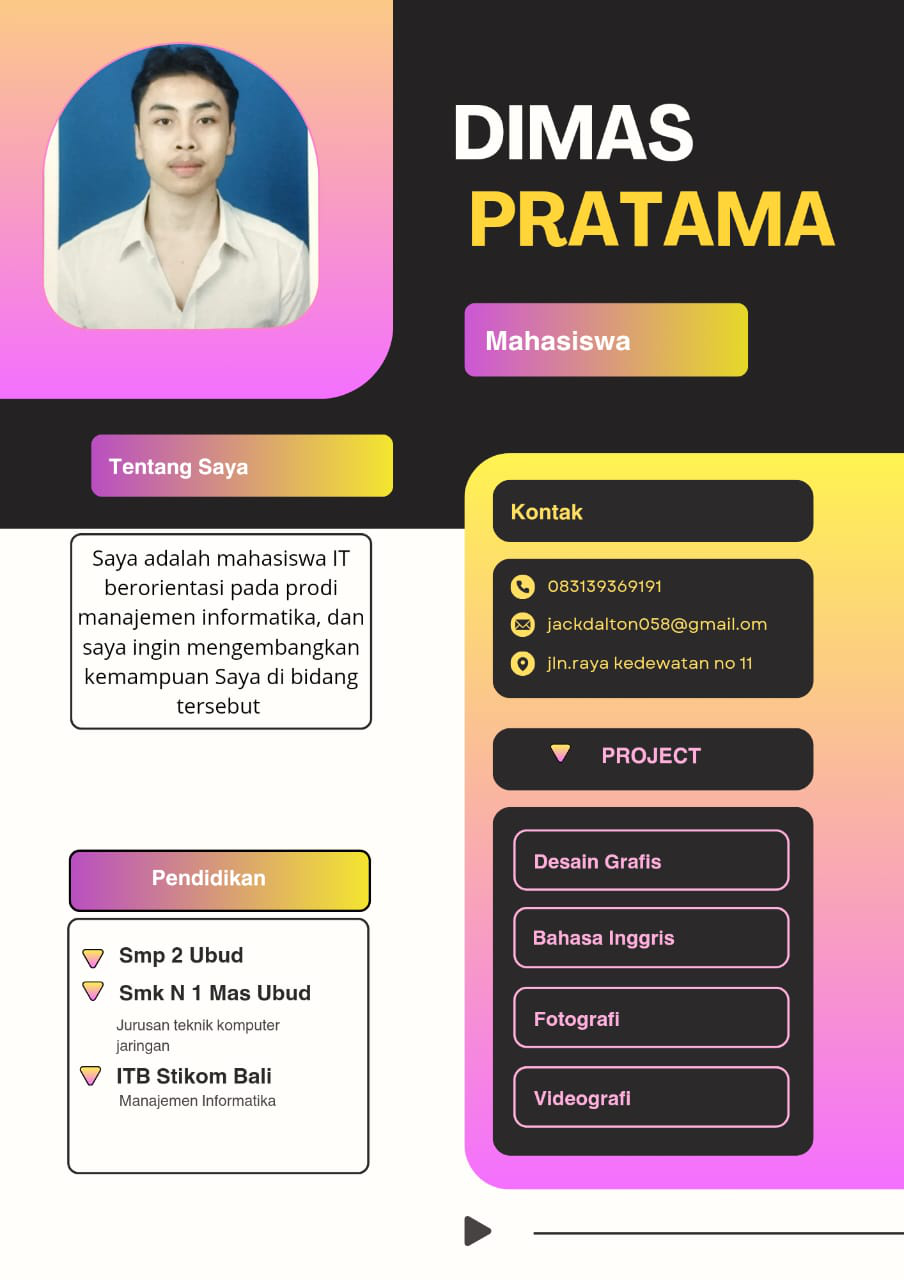 DIMAS
PRATAMA
Mahasiswa
Tentang Saya
Saya adalah mahasiswa IT
berorientasi pada prodi
manajemen informatika, dan
saya ingin mengembangkan
kemampuan Saya di bidang
tersebut
Pendidikan
Smp 2 Ubud
Smk N 1 Mas Ubud
Jurusan teknik komputer
jaringan
ITB Stikom Bali
Manajemen Informatika
Kontak
083139369191
jackdalton058@gmail.om
jln.raya kedewatan no 11
PROJECT
Desain Grafis
Bahasa Inggris
Fotografi
Videografi